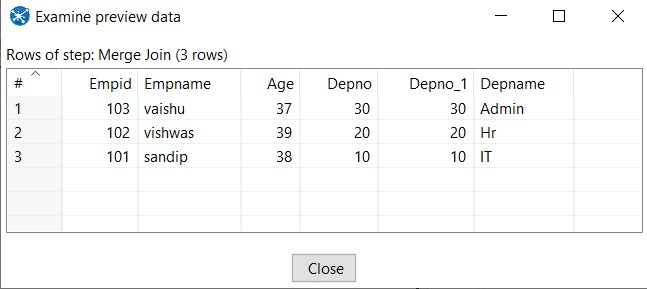 Examine preview data
Rows of step: Merge Join (3 rows)
# Empid Empname Age Depno Depno_1 Depname
1 103 vaishu 37 30 30 Admin
2 102 vishwas 39 20 20 Hr
3 101 sandip 38 10 10 IT
Close